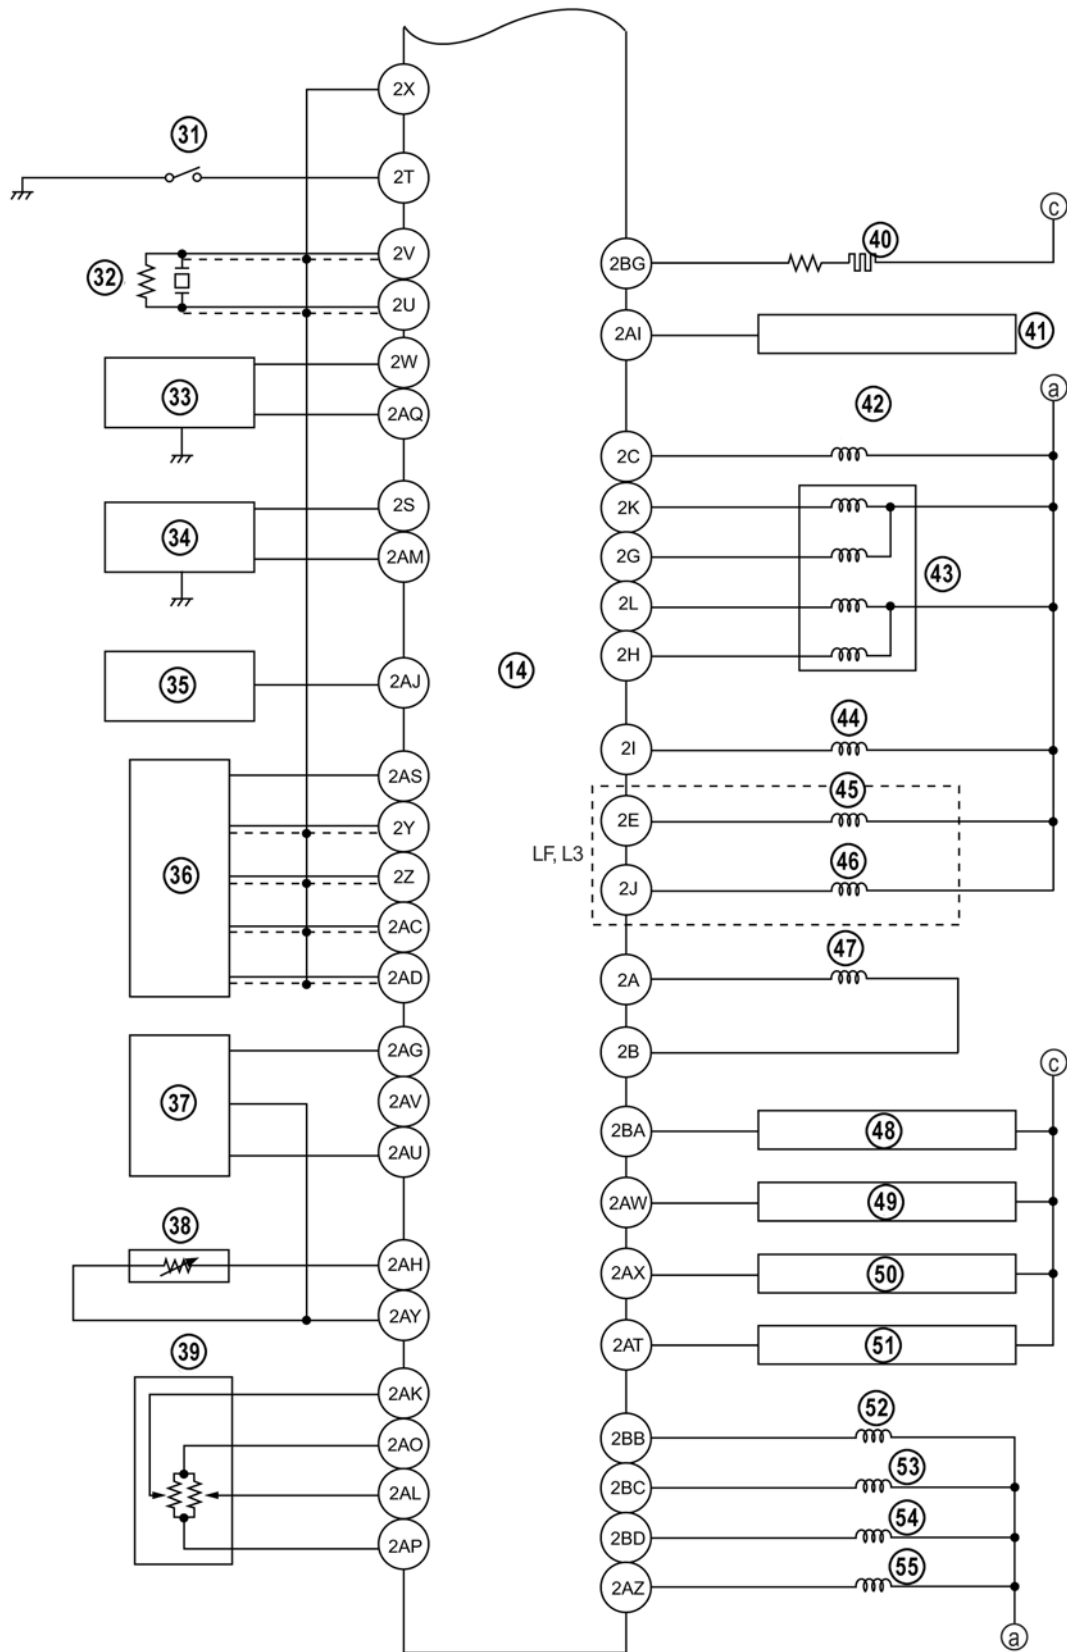 2X
31
2T
c
2V
40
32
2BG
2U
2AI
41
2W
33
a
2AQ
42
2C
2S
2K
34
2AM
2G
43
2L
2H
14
35
2AJ
44
2I
2AS
45
2Y
2E
LF, L3
36
2Z
46
2J
2AC
47
2AD
2A
2AG
2B
c
37
2AV
2BA
48
2AU
2AW
49
38
2AH
2AX
50
2AY
2AT
51
39
2AK
52
2AO
2BB
53
2AL
2BC
54
2AP
2BD
55
2AZ
a